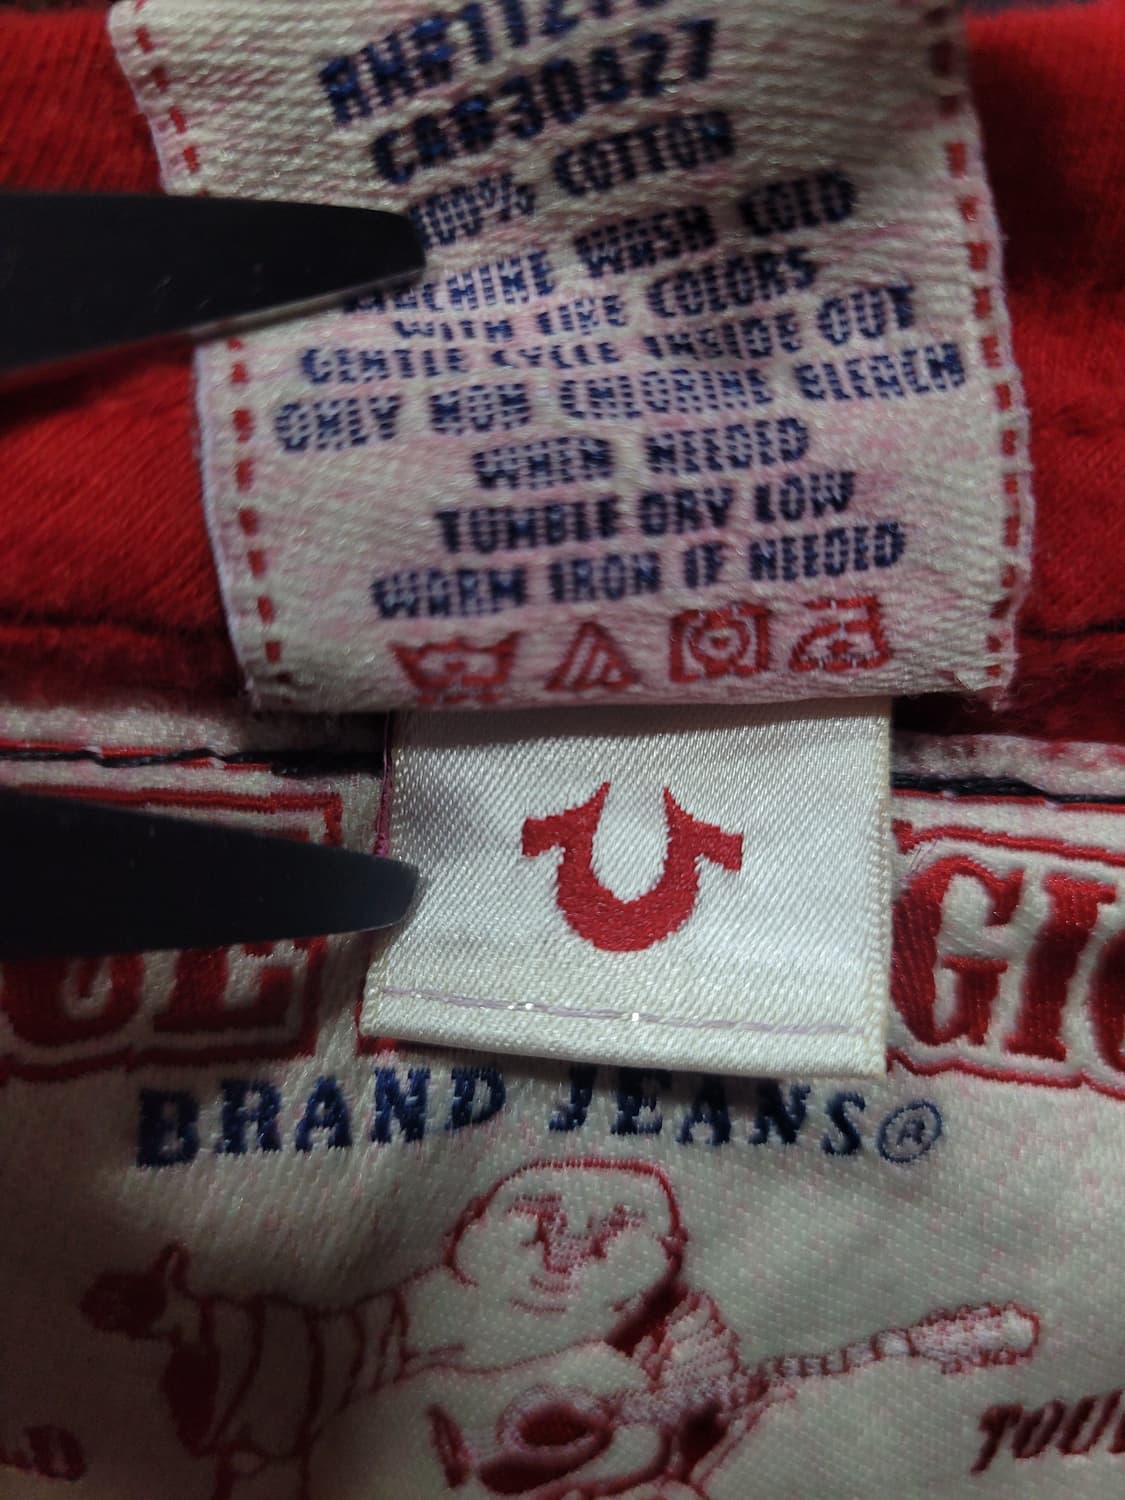 CA#30827
100% COTTON
MACHINE WASH COLD
WITH LIKE COLORS
GENTLE CYCLE INSIDE OUT
ONLY NON CHLORINE BLEACH
WHEN NEEDED
TUMBLE DRY LOW
WARM IRON IF NEEDED
BRAND JEANS®